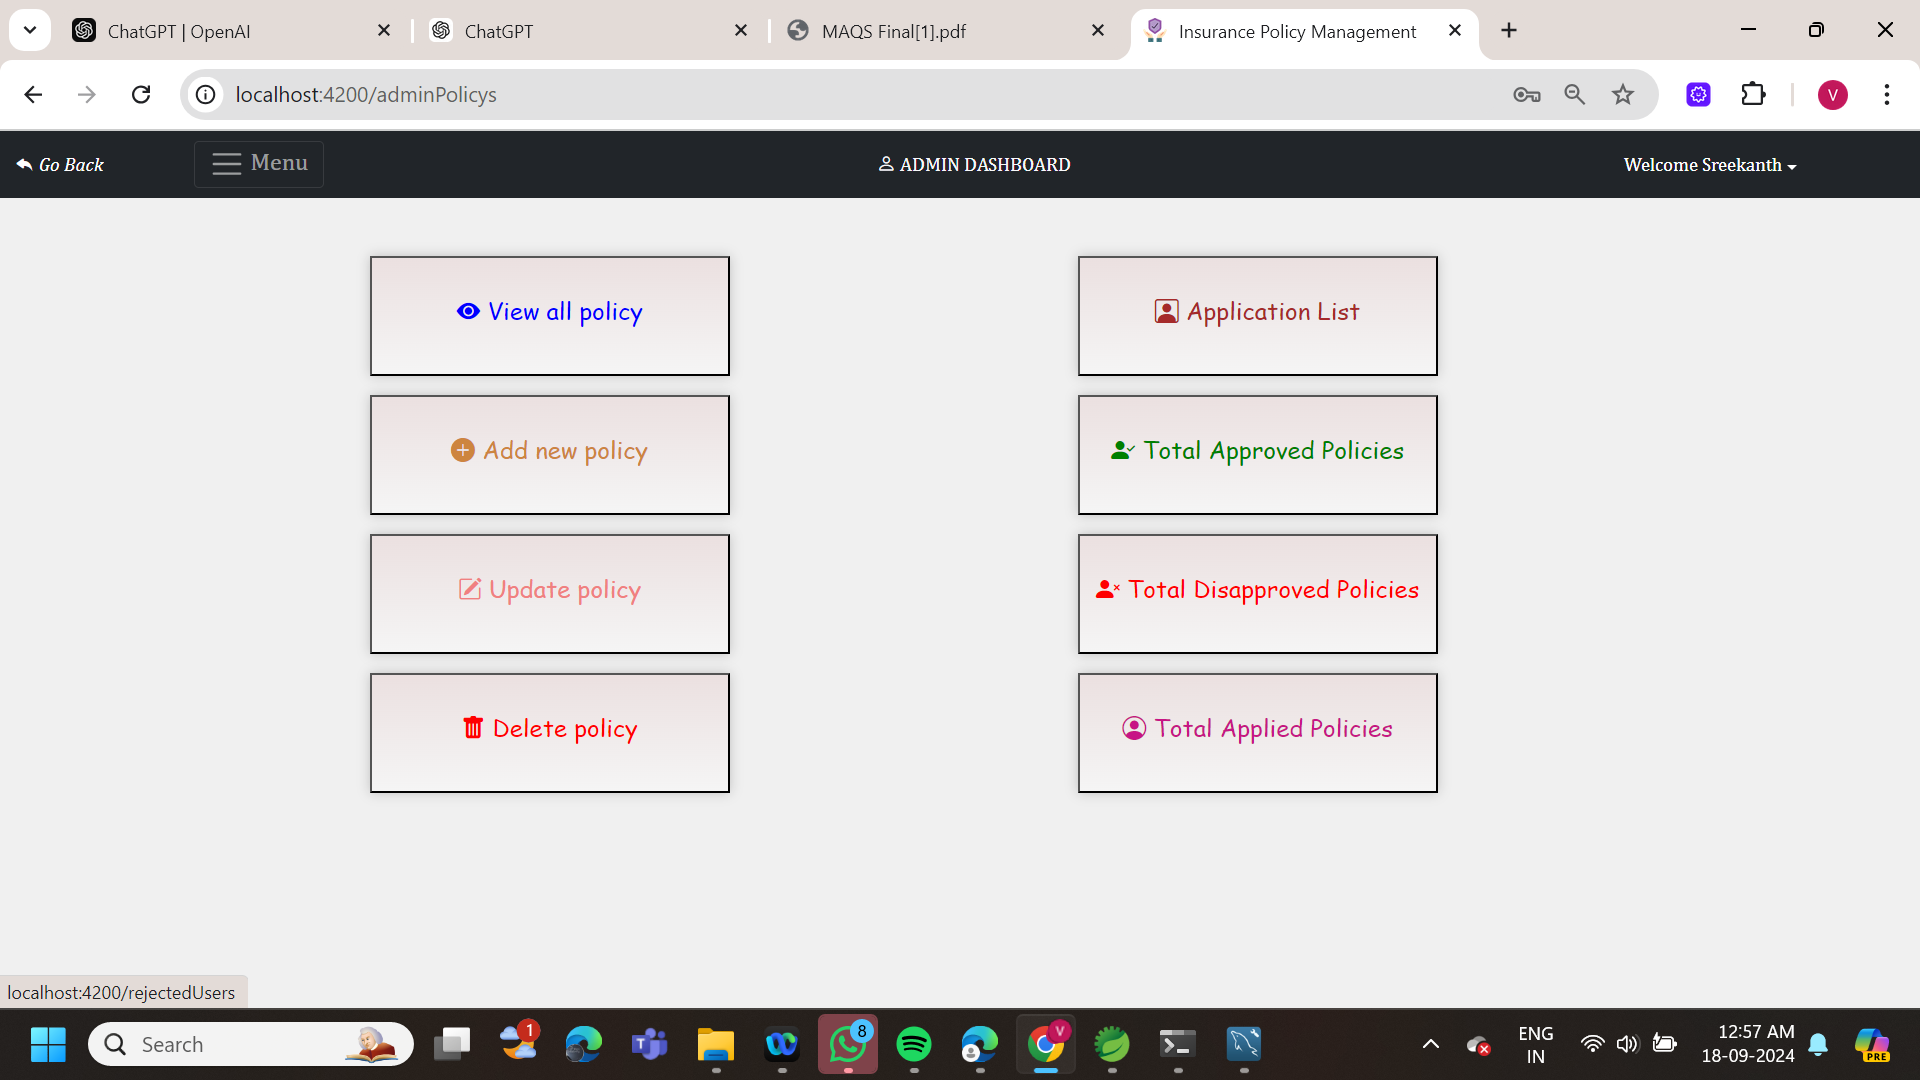 ChatGPT | OpenAI
ChatGPT
MAQS Final[1].pdf
Insurance Policy Management
localhost:4200/adminPolicys
V
Go Back
Menu
ADMIN DASHBOARD
Welcome Sreekanth
View all policy
Application List
Add new policy
Total Approved Policies
Update policy
Total Disapproved Policies
Delete policy
Total Applied Policies
localhost:4200/rejectedUsers
Search
1
T
8
V
ENG
IN
12:57 AM
18-09-2024
PRE